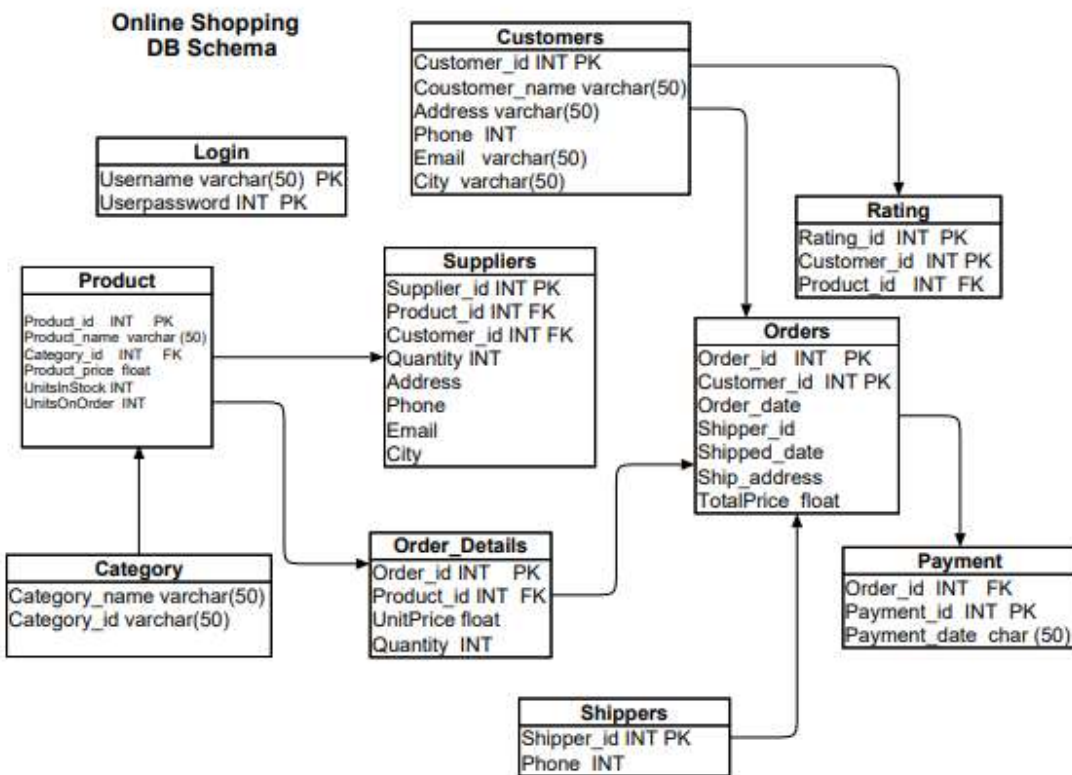 Online Shopping
DB Schema
Customers
Customer_id INT PK
Coustomer_name varchar(50)
Address varchar(50)
Phone INT
Email varchar(50)
City varchar(50)
Login
Username varchar(50) PK
Userpassword INT PK
Rating
Rating_id INT PK
Customer_id INT PK
Product_id INT FK
Product
Product_id INT PK
Product_name varchar (50)
Category_id INT FK
Product_price float
UnitsInStock INT
UnitsOnOrder INT
Suppliers
Supplier_id INT PK
Product_id INT FK
Customer_id INT FK
Quantity INT
Address
Phone
Email
City
Orders
Order_id INT PK
Customer_id INT PK
Order_date
Shipper_id
Shipped_date
Ship_address
TotalPrice float
Category
Category_name varchar(50)
Category_id varchar(50)
Order_Details
Order_id INT PK
Product_id INT FK
UnitPrice float
Quantity INT
Payment
Order_id INT FK
Payment_id INT PK
Payment_date char (50)
Shippers
Shipper_id INT PK
Phone INT